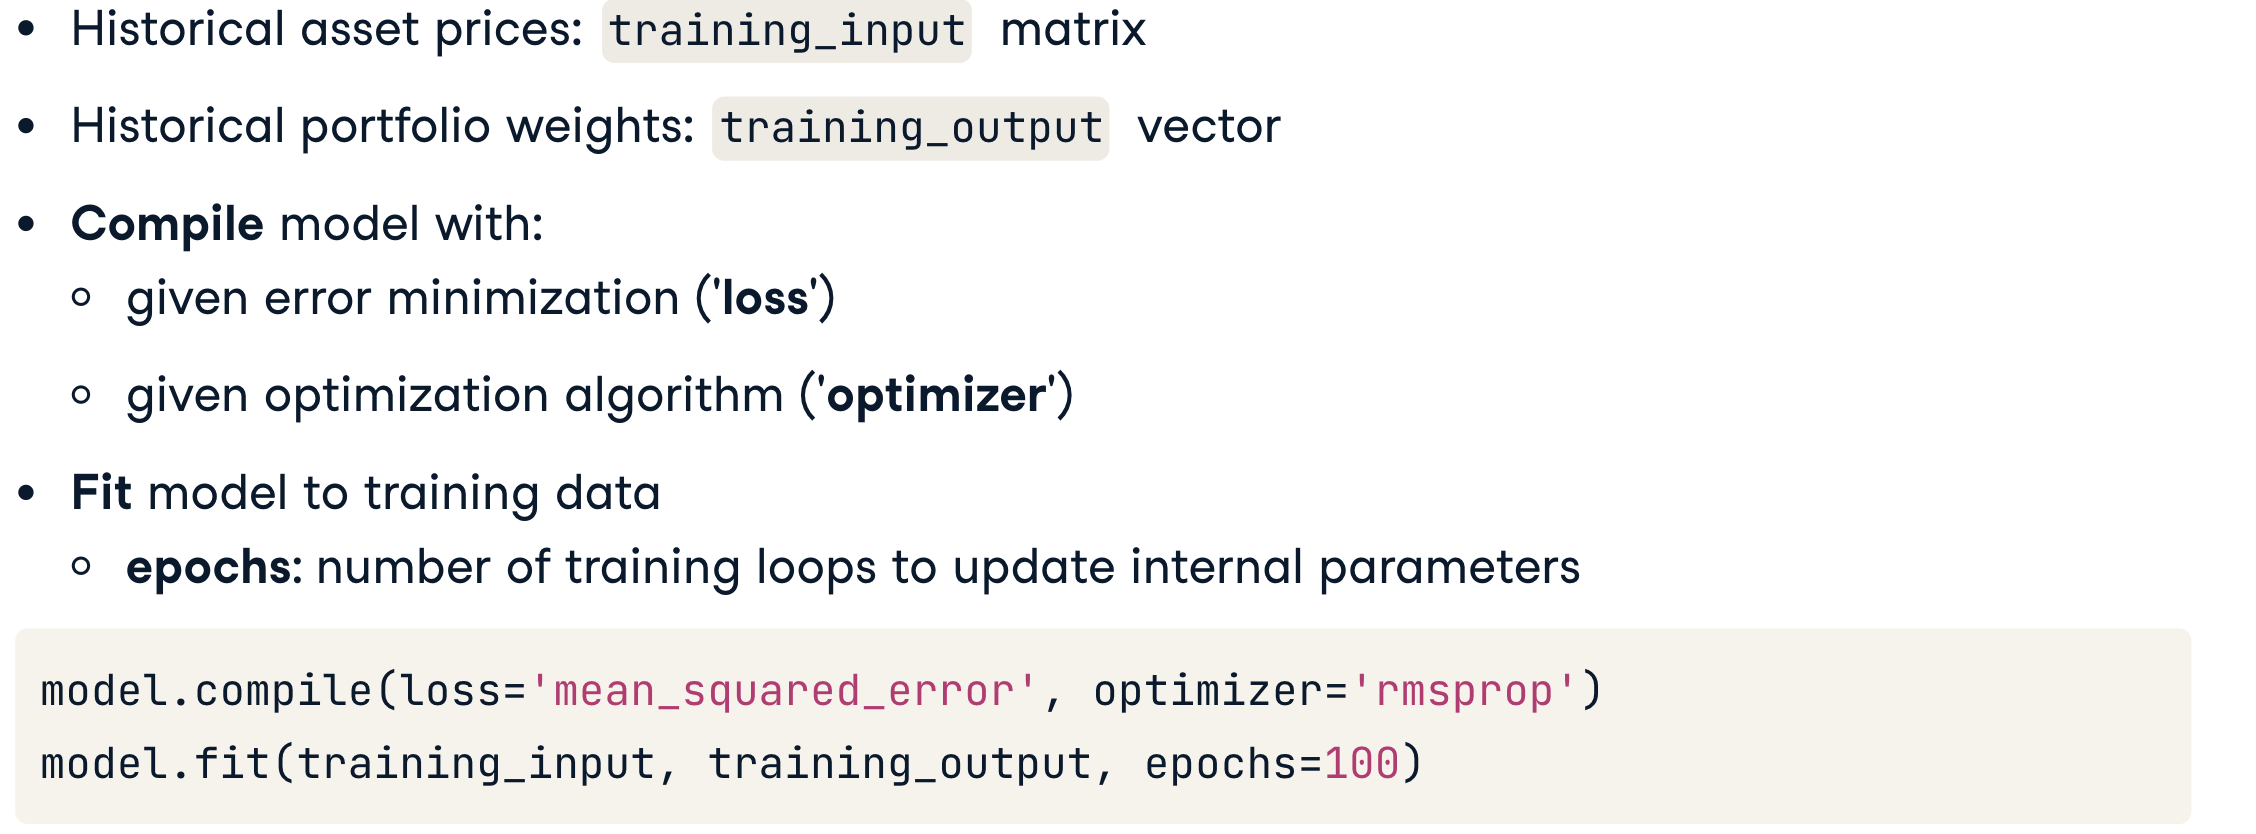 • Historical asset prices: training_input matrix
• Historical portfolio weights: training_output vector
• Compile model with:
○ given error minimization ('loss')
○ given optimization algorithm ('optimizer')
• Fit model to training data
○ epochs: number of training loops to update internal parameters
model.compile(loss='mean_squared_error', optimizer='rmsprop')
model.fit(training_input, training_output, epochs=100)